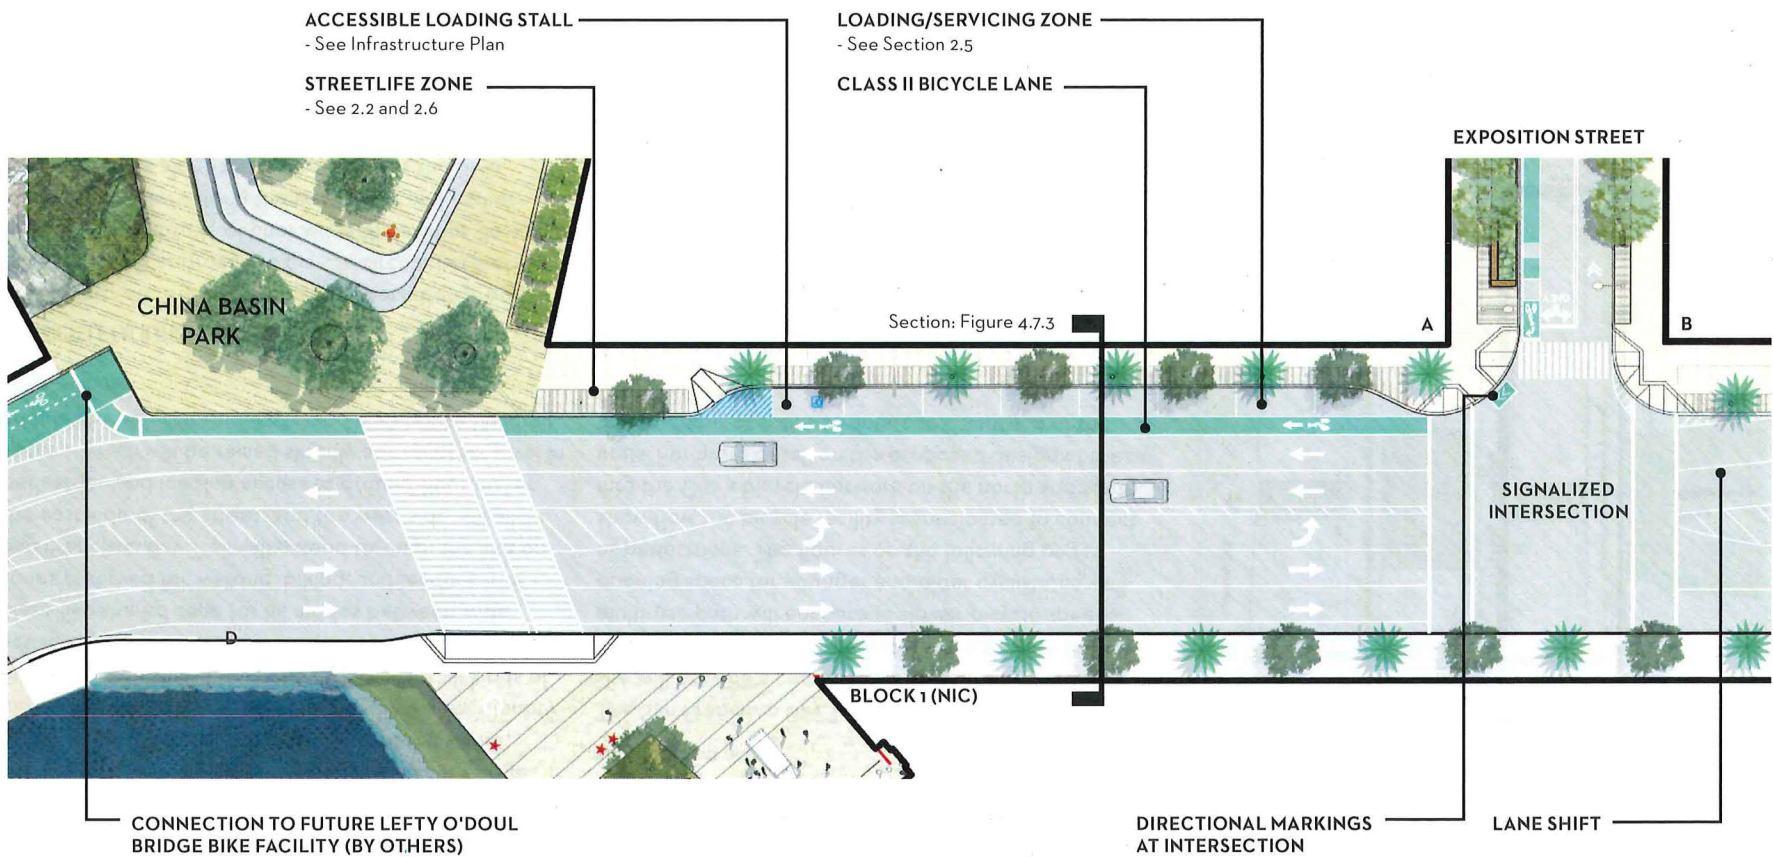 ACCESSIBLE LOADING STALL
- See Infrastructure Plan
STREETLIFE ZONE
- See 2.2 and 2.6
LOADING/SERVICING ZONE
- See Section 2.5
CLASS II BICYCLE LANE
EXPOSITION STREET
CHINA BASIN
PARK
Section: Figure 4.7.3
A
B
SIGNALIZED
INTERSECTION
D
BLOCK 1 (NIC)
CONNECTION TO FUTURE LEFTY O'DOUL
BRIDGE BIKE FACILITY (BY OTHERS)
DIRECTIONAL MARKINGS
AT INTERSECTION
LANE SHIFT